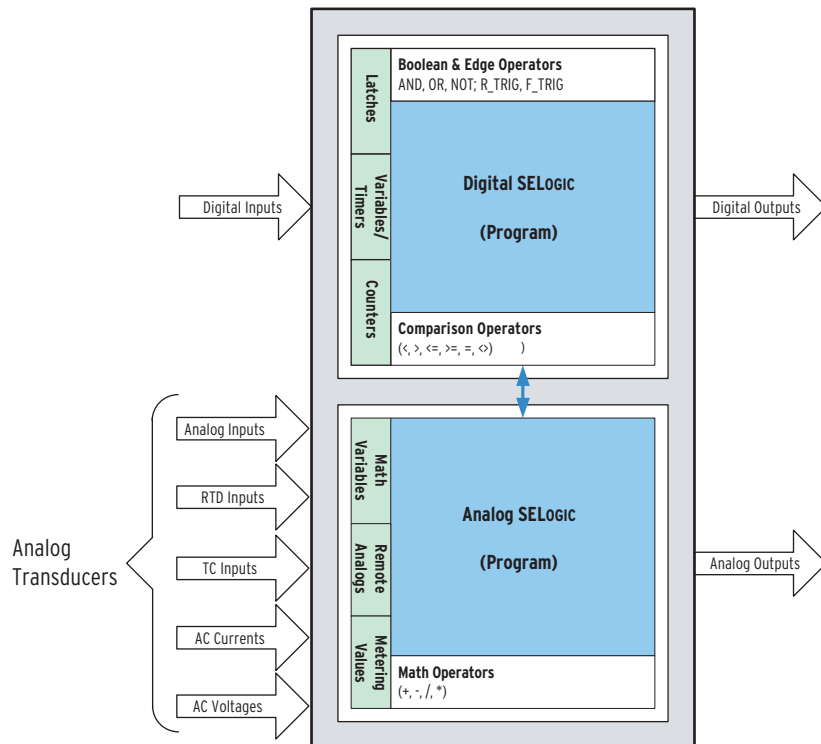 Boolean & Edge Operators
AND, OR, NOT; R_TRIG, F_TRIG
Latches
Variables/
Timers
Counters
Digital SELOGIC
(Program)
Comparison Operators
(<, >, <=, >=, =, <>) )
Digital Inputs
Digital Outputs
Analog
Transducers
Analog Inputs
RTD Inputs
TC Inputs
AC Currents
AC Voltages
Math
Variables
Remote
Analogs
Metering
Values
Analog SELOGIC
(Program)
Math Operators
(+, -, /, *)
Analog Outputs